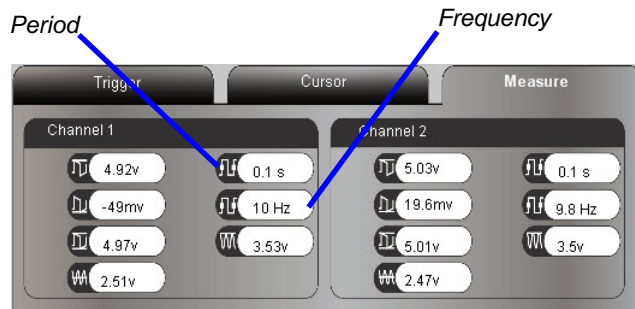 Period
Frequency
Trigger
Cursor
Measure
Channel 1
Channel 2
4.92v
0.1 s
5.03v
0.1 s
-49mv
10 Hz
19.6mv
9.8 Hz
4.97v
3.53v
5.01v
3.5v
2.51v
2.47v